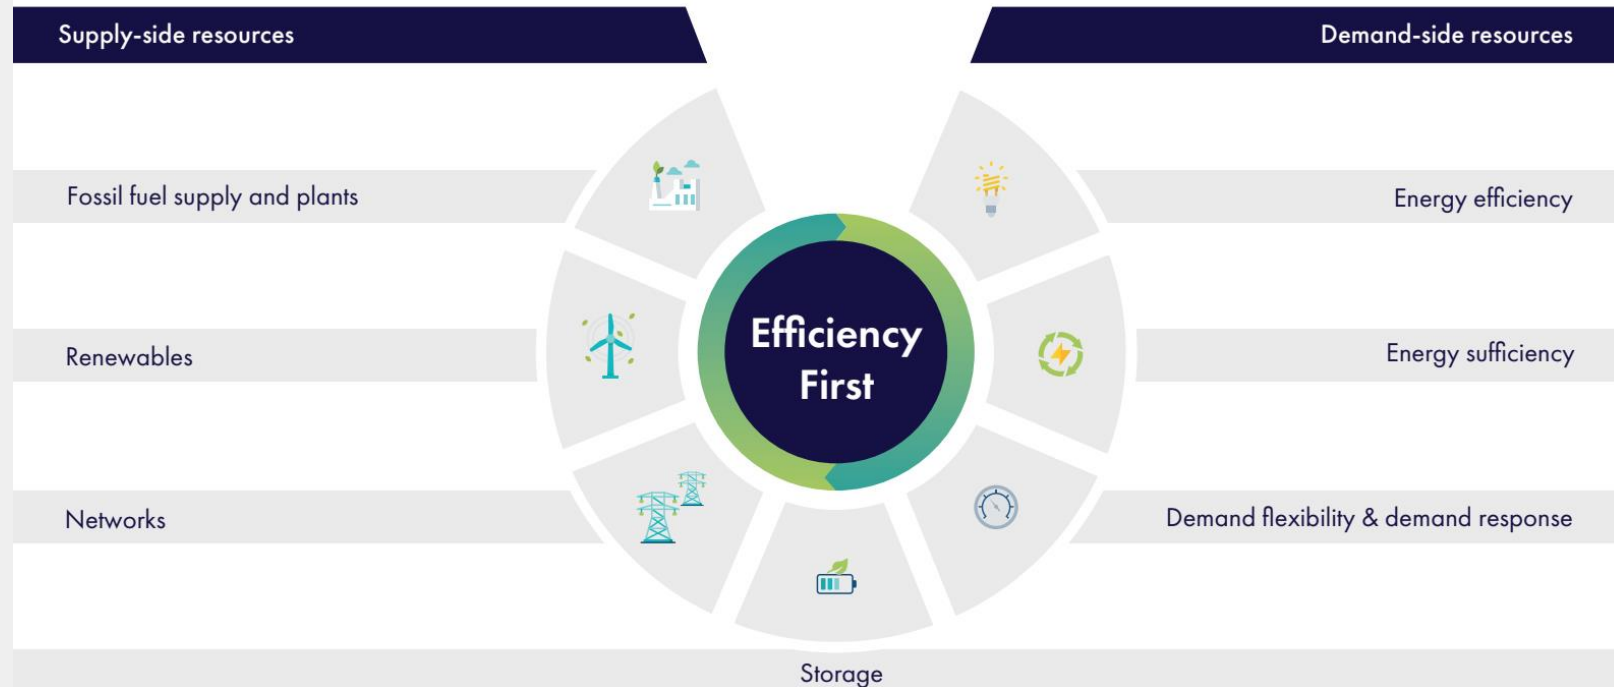 Supply-side resources
Demand-side resources
Fossil fuel supply and plants
Energy efficiency
Efficiency
First
Renewables
Energy sufficiency
Networks
Demand flexibility & demand response
Storage